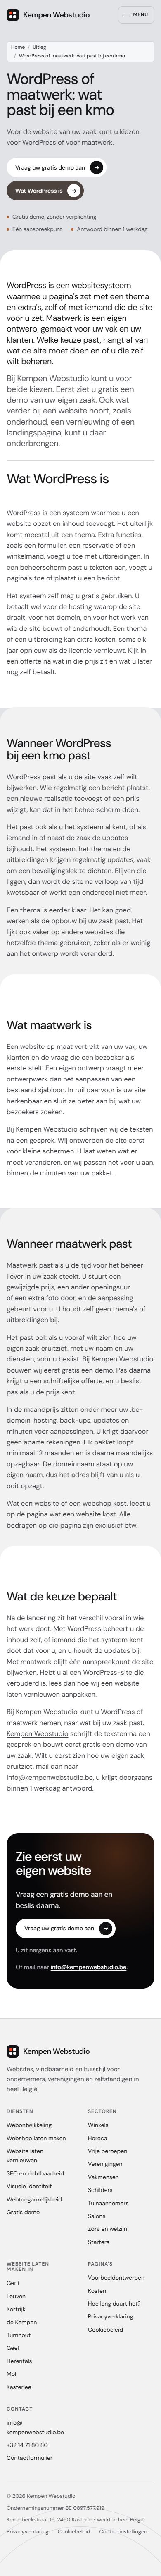 Kempen Webstudio
MENU
Home / Uitleg
/ WordPress of maatwerk: wat past bij een kmo
WordPress of
maatwerk: wat
past bij een kmo
Voor de website van uw zaak kunt u kiezen
voor WordPress of voor maatwerk.
Vraag uw gratis demo aan
Wat WordPress is
Gratis demo, zonder verplichting
Eén aanspreekpunt
Antwoord binnen 1 werkdag
WordPress is een websitesysteem
waarmee u pagina's zet met een thema
en extra's, zelf of met iemand die de site
voor u zet. Maatwerk is een eigen
ontwerp, gemaakt voor uw vak en uw
klanten. Welke keuze past, hangt af van
wat de site moet doen en of u die zelf
wilt beheren.
Bij Kempen Webstudio kunt u voor
beide kiezen. Eerst ziet u gratis een
demo van uw eigen zaak. Ook wat
verder bij een website hoort, zoals
onderhoud, een vernieuwing of een
landingspagina, kunt u daar
onderbrengen.
Wat WordPress is
WordPress is een systeem waarmee u een
website opzet en inhoud toevoegt. Het uiterlijk
komt meestal uit een thema. Extra functies,
zoals een formulier, een reservatie of een
winkelmand, voegt u toe met uitbreidingen. In
een beheerscherm past u teksten aan, voegt u
pagina's toe of plaatst u een bericht.
Het systeem zelf mag u gratis gebruiken. U
betaalt wel voor de hosting waarop de site
staat, voor het domein, en voor wie hem
opbouwt en onderhoudt. Een betalend thema
of een uitbreiding kan extra kosten, soms elk
jaar opnieuw als de licentie vernieuwt. Kijk in
een offerte na wat in die prijs zit en wat u later
nog zelf betaalt.
Wanneer WordPress
bij een kmo past
WordPress past als u de site vaak zelf wilt
bijwerken. Wie regelmatig een bericht plaatst,
een nieuwe realisatie toevoegt of een prijs
wijzigt, kan dat in het beheerscherm doen.
Het past ook als u het systeem al kent, of als
iemand in of naast de zaak de updates
bijhoudt. Het systeem, het thema en de
uitbreidingen krijgen regelmatig updates, vaak
om een beveiligingslek te dichten. Blijven die
liggen, dan wordt de site na verloop van tijd
kwetsbaar of werkt een onderdeel niet meer.
Een thema is eerder klaar. Het kan goed
ogen als de opbouw bij uw zaak past. Het
lijkt ook vaker op andere websites die
hetzelfde thema gebruiken, zeker als er weinig
aan het ontwerp wordt veranderd.
Wat maatwerk is
Een website op maat vertrekt van uw vak, uw
klanten en de vraag die een bezoeker als
eerste stelt. Een eigen ontwerp vraagt meer
ontwerpwerk dan het aanpassen van een
bestaand sjabloon. In ruil daarvoor is uw site
herkenbaar en sluit ze beter aan bij wat uw
bezoekers zoeken.
Bij Kempen Webstudio schrijven wij de teksten
na een gesprek. Wij ontwerpen de site eerst
voor kleine schermen. U laat weten wat er
moet veranderen, en wij passen het voor u aan,
binnen de minuten van uw pakket.
Wanneer maatwerk past
Maatwerk past als u de tijd voor het beheer
liever in uw zaak steekt. U stuurt een
gewijzigde prijs, een ander openingsuur
of een extra foto door, en de aanpassing
gebeurt voor u. U houdt zelf geen thema's of
uitbreidingen bij.
Het past ook als u vooraf wilt zien hoe uw
eigen zaak eruitziet, met uw naam en uw
diensten, voor u beslist. Bij Kempen Webstudio
bouwen wij eerst gratis een demo. Pas daarna
krijgt u een schriftelijke offerte, en u beslist
pas als u de prijs kent.
In de maandprijs zitten onder meer uw .be-
domein, hosting, back-ups, updates en
minuten voor aanpassingen. U krijgt daarvoor
geen aparte rekeningen. Elk pakket loopt
minimaal 12 maanden en is daarna maandelijks
opzegbaar. De domeinnaam staat op uw
eigen naam, dus het adres blijft van u als u
ooit opzegt.
Wat een website of een webshop kost, leest u
op de pagina wat een website kost. Alle
bedragen op die pagina zijn exclusief btw.
Wat de keuze bepaalt
Na de lancering zit het verschil vooral in wie
het werk doet. Met WordPress beheert u de
inhoud zelf, of iemand die het systeem kent
doet dat voor u, en u houdt de updates bij.
Met maatwerk blijft één aanspreekpunt de site
bijwerken. Hebt u al een WordPress-site die
verouderd is, lees dan hoe wij een website
laten vernieuwen aanpakken.
Bij Kempen Webstudio kunt u WordPress of
maatwerk nemen, naar wat bij uw zaak past.
Kempen Webstudio schrijft de teksten na een
gesprek en bouwt eerst gratis een demo van
uw zaak. Wilt u eerst zien hoe uw eigen zaak
eruitziet, mail dan naar
info@kempenwebstudio.be, u krijgt doorgaans
binnen 1 werkdag antwoord.
Zie eerst uw
eigen website
Vraag een gratis demo aan en
beslis daarna.
Vraag uw gratis demo aan
U zit nergens aan vast.
Of mail naar info@kempenwebstudio.be.
Kempen Webstudio
Websites, vindbaarheid en huisstijl voor
ondernemers, verenigingen en zelfstandigen in
heel België.
DIENSTEN
Webontwikkeling
Webshop laten maken
Website laten
vernieuwen
SEO en zichtbaarheid
Visuele identiteit
Webtoegankelijkheid
Gratis demo
SECTOREN
Winkels
Horeca
Vrije beroepen
Verenigingen
Vakmensen
Schilders
Tuinaannemers
Salons
Zorg en welzijn
Starters
WEBSITE LATEN
MAKEN IN
Gent
Leuven
Kortrijk
de Kempen
Turnhout
Geel
Herentals
Mol
Kasterlee
PAGINA'S
Voorbeeldontwerpen
Kosten
Hoe lang duurt het?
Privacyverklaring
Cookiebeleid
CONTACT
info@
kempenwebstudio.be
+32 14 71 80 80
Contactformulier
© 2026 Kempen Webstudio
Ondernemingsnummer BE 0897.577.919
Kernelbeekstraat 16, 2460 Kasterlee, werkt in heel België
Privacyverklaring Cookiebeleid Cookie-instellingen